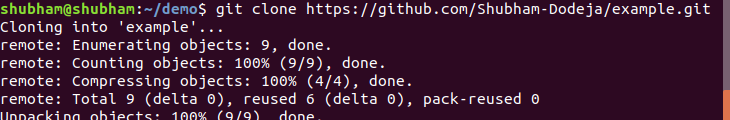 shubham@shubham:~/demo$ git clone https://github.com/Shubham-Dodeja/example.git
Cloning into 'example'...
remote: Enumerating objects: 9, done.
remote: Counting objects: 100% (9/9), done.
remote: Compressing objects: 100% (4/4), done.
remote: Total 9 (delta 0), reused 6 (delta 0), pack-reused 0
Unpacking objects: 100% (9/9), done.